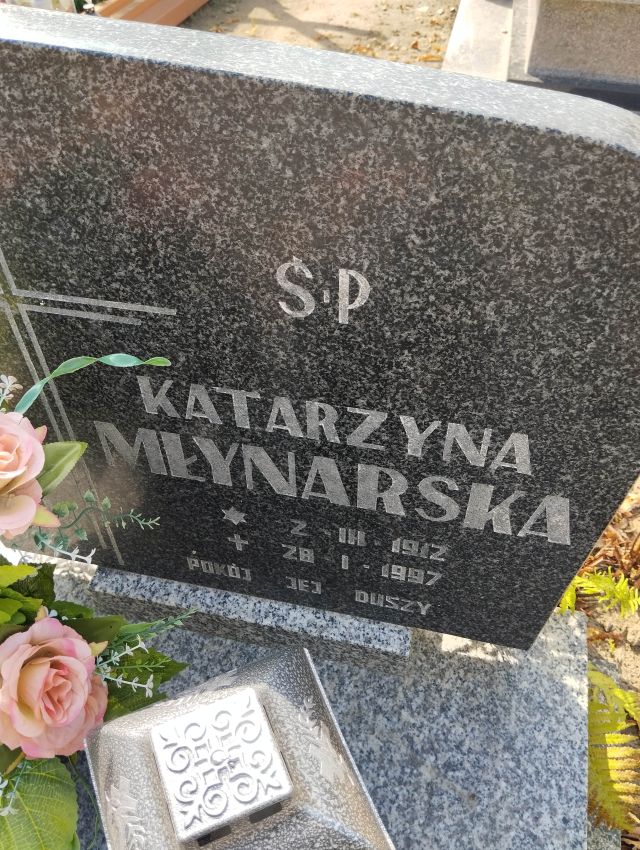 Ś.P
KATARZYNA
MŁYNARSKA
2 - III - 1912
28 - I - 1997
POKÓJ JEJ DUSZY